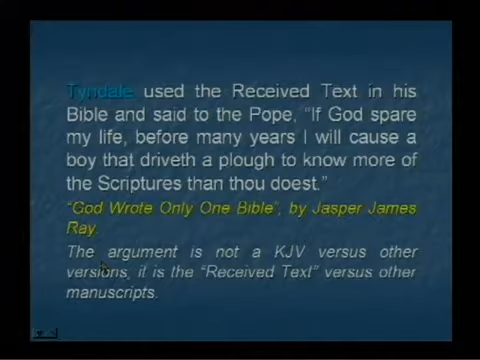 Tyndale used the Received Text in his
Bible and said to the Pope, “If God spare
my life, before many years I will cause a
boy that driveth a plough to know more of
the Scriptures than thou doest.”
“God Wrote Only One Bible”, by Jasper James
Ray.
The argument is not a KJV versus other
versions, it is the “Received Text” versus other
manuscripts.